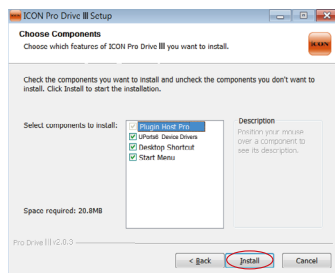 ICON Pro Drive III Setup
Choose Components
Choose which features of ICON Pro Drive III you want to install.
ICON
Check the components you want to install and uncheck the components you don't want to
install. Click Install to start the installation.
Select components to install:
Plugin Host Pro
UPorts6 Device Drivers
Desktop Shortcut
Start Menu
Description
Position your mouse
over a component to
see its description.
Space required: 20.8MB
Pro Drive III V2.0.3
< Back
Install
Cancel